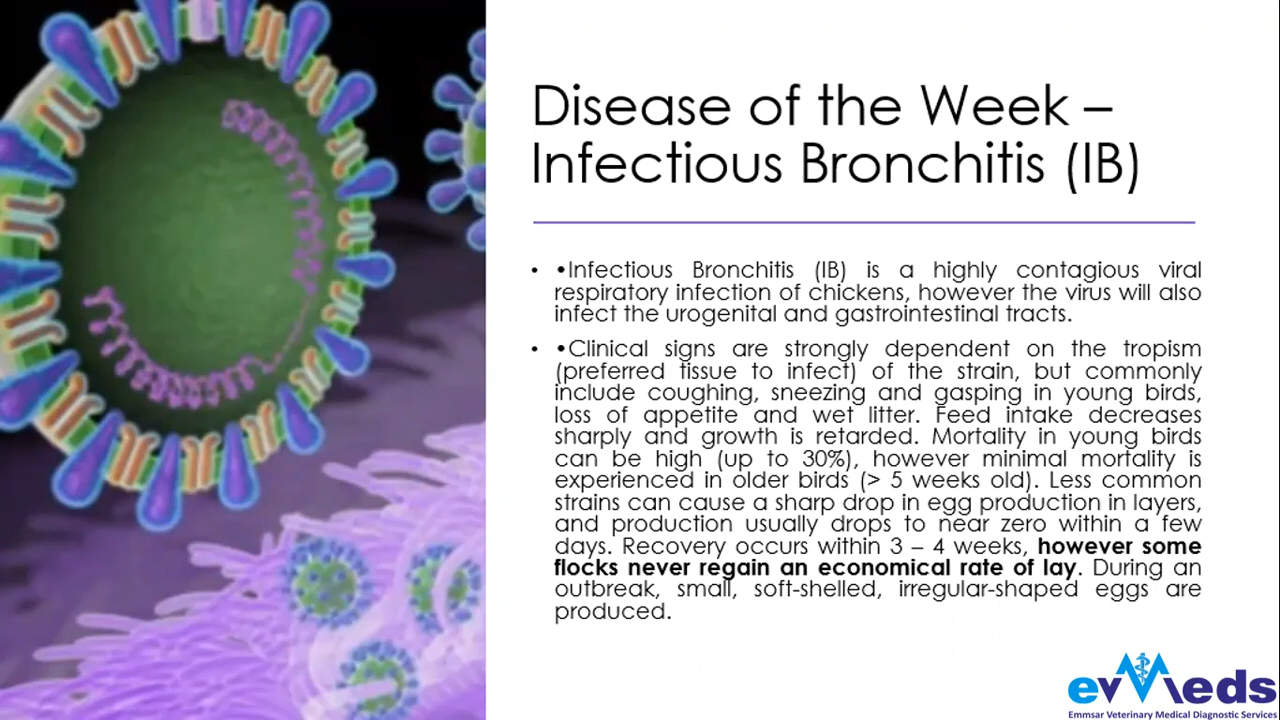 Disease of the Week –
Infectious Bronchitis (IB)
• •Infectious Bronchitis (IB) is a highly contagious viral
respiratory infection of chickens, however the virus will also
infect the urogenital and gastrointestinal tracts.
• •Clinical signs are strongly dependent on the tropism
(preferred tissue to infect) of the strain, but commonly
include coughing, sneezing and gasping in young birds,
loss of appetite and wet litter. Feed intake decreases
sharply and growth is retarded. Mortality in young birds
can be high (up to 30%), however minimal mortality is
experienced in older birds (> 5 weeks old). Less common
strains can cause a sharp drop in egg production in layers,
and production usually drops to near zero within a few
days. Recovery occurs within 3 – 4 weeks, however some
flocks never regain an economical rate of lay. During an
outbreak, small, soft-shelled, irregular-shaped eggs are
produced.
evMeds
Emmsar Veterinary Medical Diagnostic Services